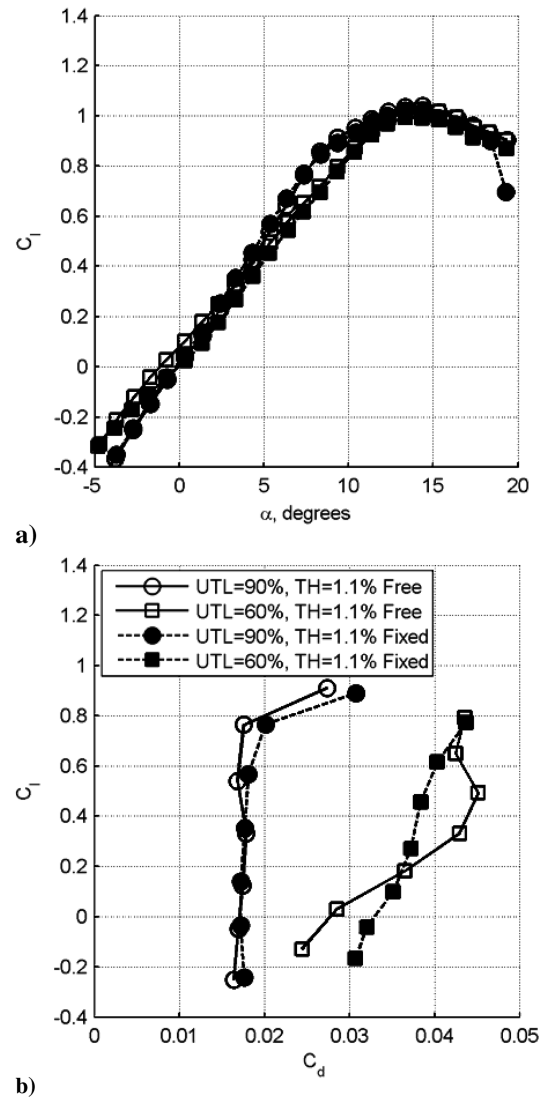 1.4
1.2
1
0.8
0.6
0.4
0.2
0
-0.2
-0.4
C_l
-5 0 5 10 15 20
α, degrees
a)
1.4
1.2
1
0.8
0.6
0.4
0.2
0
-0.2
-0.4
C_l
UTL=90%, TH=1.1% Free
UTL=60%, TH=1.1% Free
UTL=90%, TH=1.1% Fixed
UTL=60%, TH=1.1% Fixed
0 0.01 0.02 0.03 0.04 0.05
C_d
b)